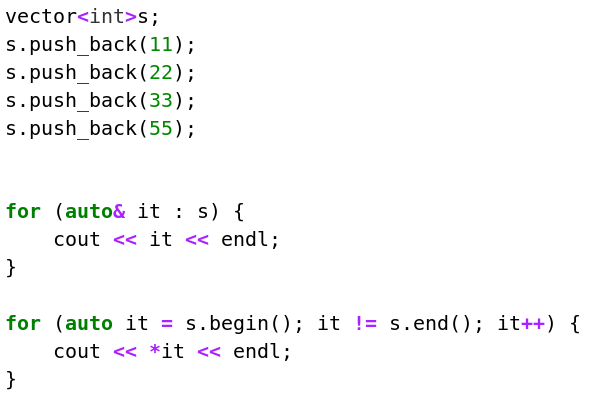 vector<int>s;
s.push_back(11);
s.push_back(22);
s.push_back(33);
s.push_back(55);
for (auto& it : s) {
    cout << it << endl;
}
for (auto it = s.begin(); it != s.end(); it++) {
    cout << *it << endl;
}